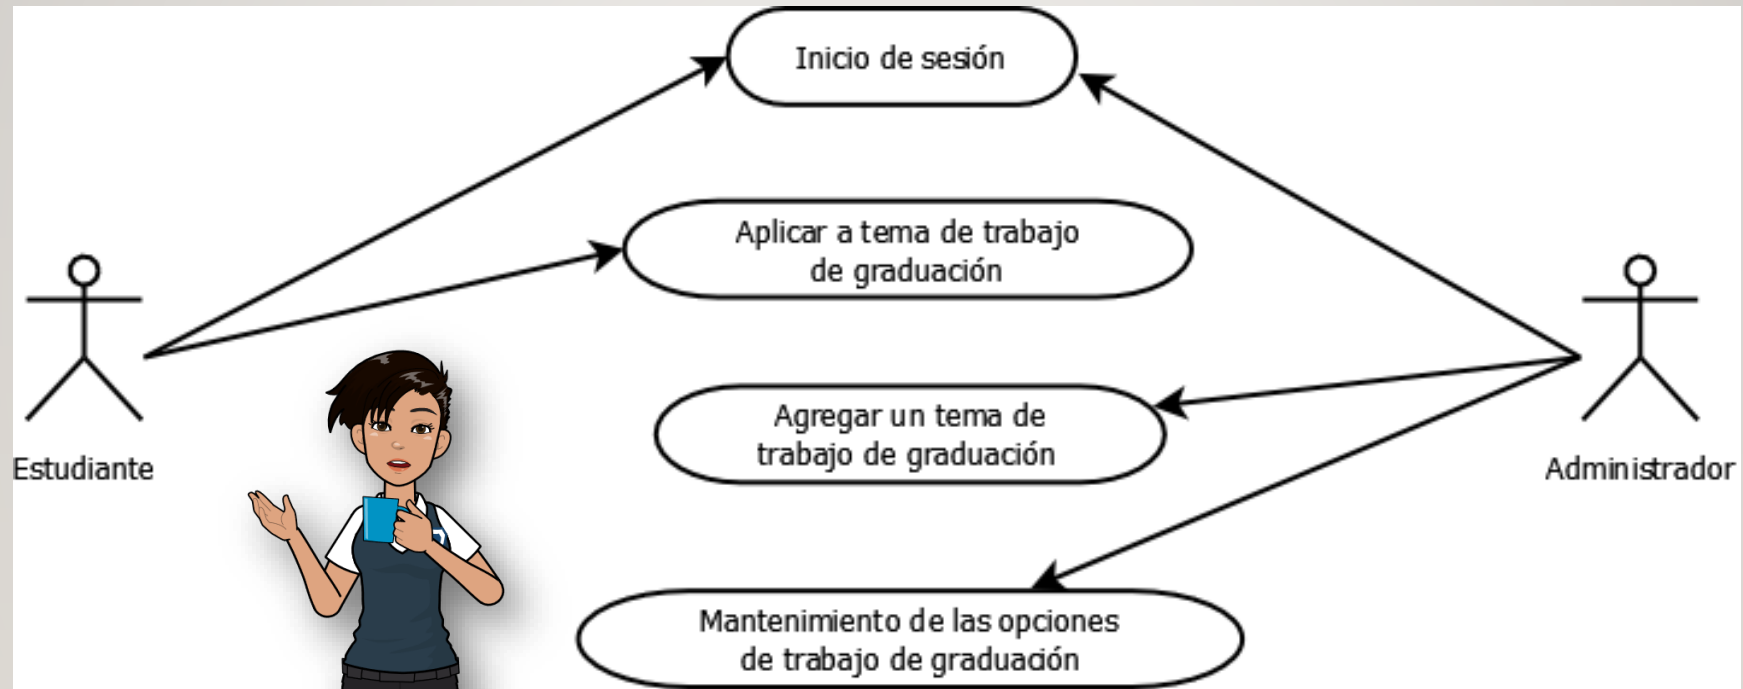 Inicio de sesión
Aplicar a tema de trabajo
de graduación
Agregar un tema de
trabajo de graduación
Estudiante
Administrador
Mantenimiento de las opciones
de trabajo de graduación